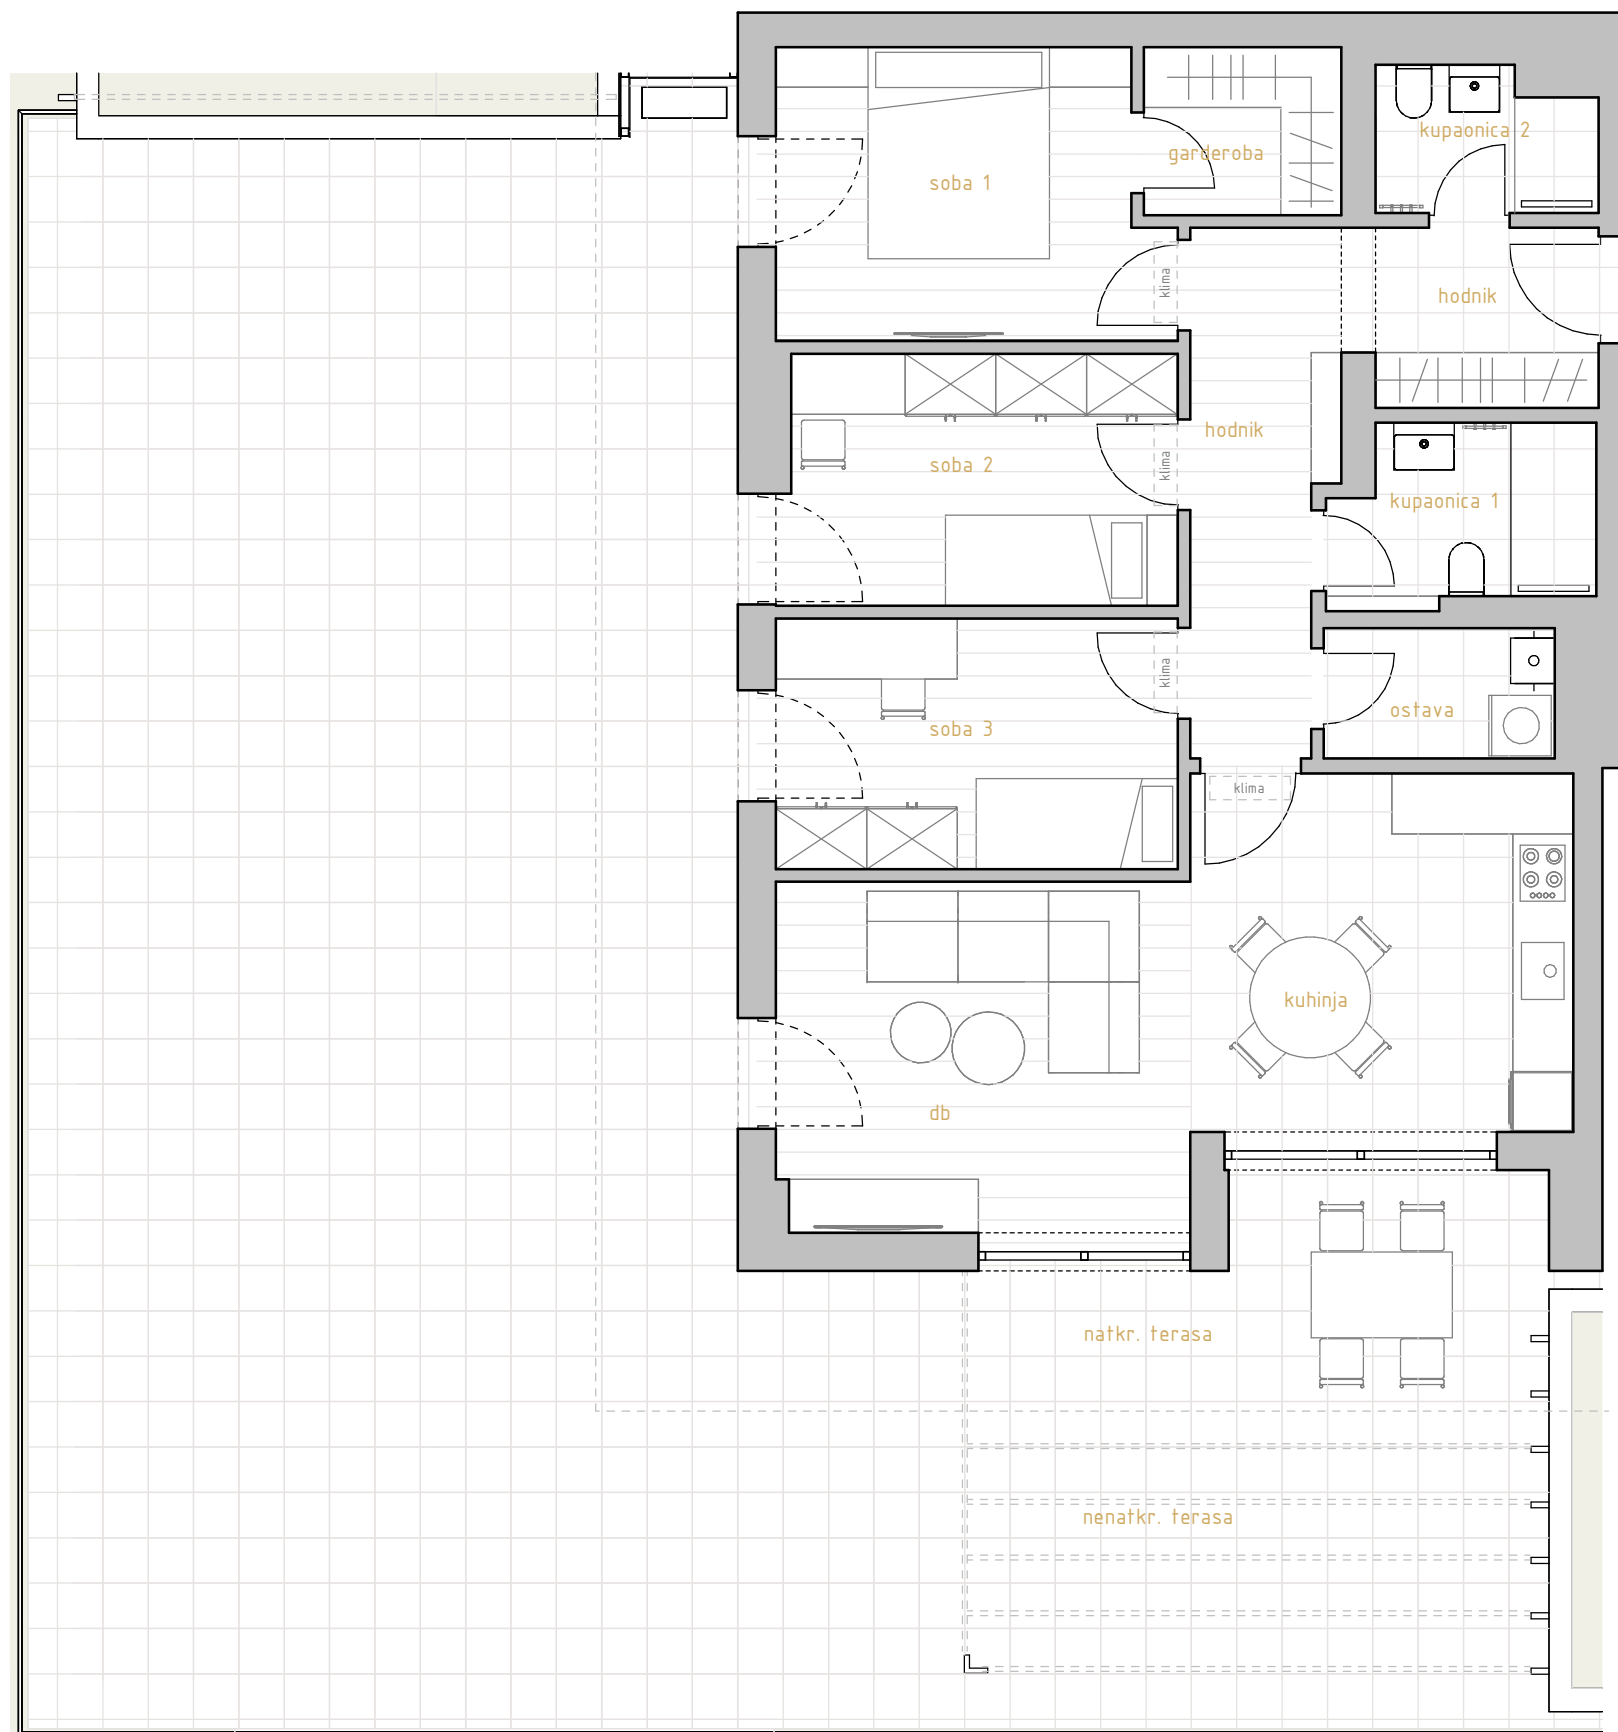 kupaonica 2
garderoba
soba 1
klima
hodnik
hodnik
soba 2
klima
kupaonica 1
klima
ostava
soba 3
klima
kuhinja
db
natkr. terasa
nenatkr. terasa